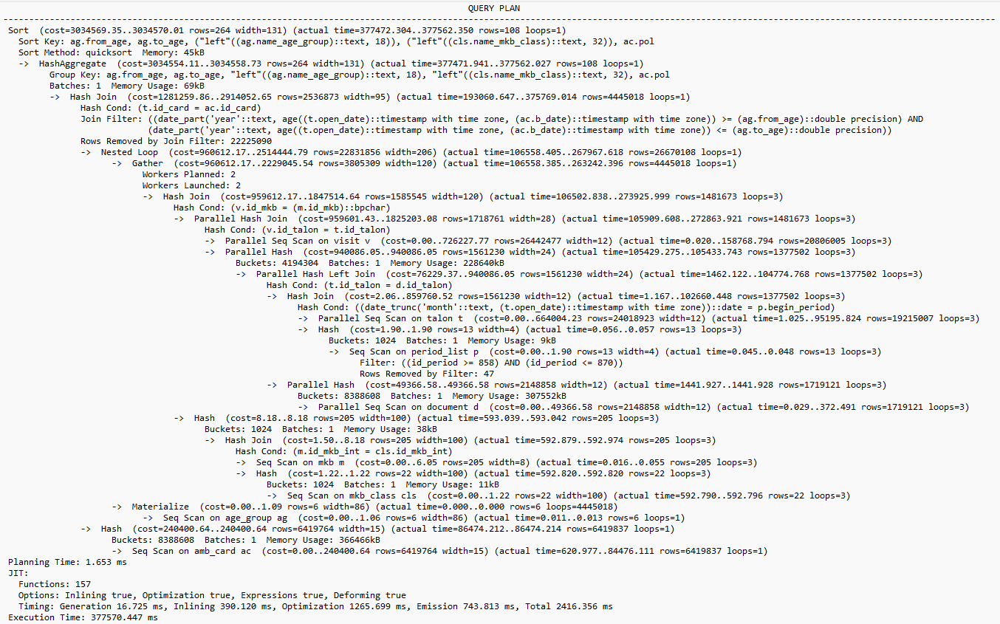 QUERY PLAN
------------------------------------------------------------------------------------------------------------------------
Sort  (cost=3034569.35..3034570.01 rows=264 width=131) (actual time=377472.304..377562.350 rows=108 loops=1)
  Sort Key: ag.from_age, ag.to_age, ("left"((ag.name_age_group)::text, 18)), ("left"((cls.name_mkb_class)::text, 32)), ac.pol
  Sort Method: quicksort  Memory: 45kB
  ->  HashAggregate  (cost=3034554.11..3034558.73 rows=264 width=131) (actual time=377471.941..377562.027 rows=108 loops=1)
        Group Key: ag.from_age, ag.to_age, "left"((ag.name_age_group)::text, 18), "left"((cls.name_mkb_class)::text, 32), ac.pol
        Batches: 1  Memory Usage: 69kB
        ->  Hash Join  (cost=1281259.86..2914052.65 rows=2536873 width=95) (actual time=193060.647..375769.014 rows=4445018 loops=1)
              Hash Cond: (t.id_card = ac.id_card)
              Join Filter: ((date_part('year'::text, age((t.open_date)::timestamp with time zone, (ac.b_date)::timestamp with time zone)) >= (ag.from_age)::double precision) AND
                           (date_part('year'::text, age((t.open_date)::timestamp with time zone, (ac.b_date)::timestamp with time zone)) <= (ag.to_age)::double precision))
              Rows Removed by Join Filter: 22225090
              ->  Nested Loop  (cost=960612.17..2514444.79 rows=22831856 width=206) (actual time=106558.405..267967.618 rows=26670108 loops=1)
                    ->  Gather  (cost=960612.17..2229045.54 rows=3805309 width=120) (actual time=106558.385..263242.396 rows=4445018 loops=1)
                          Workers Planned: 2
                          Workers Launched: 2
                          ->  Hash Join  (cost=959612.17..1847514.64 rows=1585545 width=120) (actual time=106502.838..273925.999 rows=1481673 loops=3)
                                Hash Cond: (v.id_mkb = (m.id_mkb)::bpchar)
                                ->  Parallel Hash Join  (cost=959601.43..1825203.08 rows=1718761 width=28) (actual time=105909.608..272863.921 rows=1481673 loops=3)
                                      Hash Cond: (v.id_talon = t.id_talon)
                                      ->  Parallel Seq Scan on visit v  (cost=0.00..726227.77 rows=26442477 width=12) (actual time=0.020..158768.794 rows=20806005 loops=3)
                                      ->  Parallel Hash  (cost=940086.05..940086.05 rows=1561230 width=24) (actual time=105429.275..105433.743 rows=1377502 loops=3)
                                            Buckets: 4194304  Batches: 1  Memory Usage: 228640kB
                                            ->  Parallel Hash Left Join  (cost=76229.37..940086.05 rows=1561230 width=24) (actual time=1462.122..104774.768 rows=1377502 loops=3)
                                                  Hash Cond: (t.id_talon = d.id_talon)
                                                  ->  Hash Join  (cost=2.06..859760.52 rows=1561230 width=12) (actual time=1.167..102660.448 rows=1377502 loops=3)
                                                        Hash Cond: ((date_trunc('month'::text, (t.open_date)::timestamp with time zone))::date = p.begin_period)
                                                        ->  Parallel Seq Scan on talon t  (cost=0.00..664004.23 rows=24018923 width=12) (actual time=1.025..95195.824 rows=19215007 loops=3)
                                                        ->  Hash  (cost=1.90..1.90 rows=13 width=4) (actual time=0.056..0.057 rows=13 loops=3)
                                                              Buckets: 1024  Batches: 1  Memory Usage: 9kB
                                                              ->  Seq Scan on period_list p  (cost=0.00..1.90 rows=13 width=4) (actual time=0.045..0.048 rows=13 loops=3)
                                                                    Filter: ((id_period >= 858) AND (id_period <= 870))
                                                                    Rows Removed by Filter: 47
                                                  ->  Parallel Hash  (cost=49366.58..49366.58 rows=2148858 width=12) (actual time=1441.927..1441.928 rows=1719121 loops=3)
                                                        Buckets: 8388608  Batches: 1  Memory Usage: 307552kB
                                                        ->  Parallel Seq Scan on document d  (cost=0.00..49366.58 rows=2148858 width=12) (actual time=0.029..372.491 rows=1719121 loops=3)
                                ->  Hash  (cost=8.18..8.18 rows=205 width=100) (actual time=593.039..593.042 rows=205 loops=3)
                                      Buckets: 1024  Batches: 1  Memory Usage: 38kB
                                      ->  Hash Join  (cost=1.50..8.18 rows=205 width=100) (actual time=592.879..592.974 rows=205 loops=3)
                                            Hash Cond: (m.id_mkb_int = cls.id_mkb_int)
                                            ->  Seq Scan on mkb m  (cost=0.00..6.05 rows=205 width=8) (actual time=0.016..0.055 rows=205 loops=3)
                                            ->  Hash  (cost=1.22..1.22 rows=22 width=100) (actual time=592.820..592.820 rows=22 loops=3)
                                                  Buckets: 1024  Batches: 1  Memory Usage: 11kB
                                                  ->  Seq Scan on mkb_class cls  (cost=0.00..1.22 rows=22 width=100) (actual time=592.790..592.796 rows=22 loops=3)
                    ->  Materialize  (cost=0.00..1.09 rows=6 width=86) (actual time=0.000..0.000 rows=6 loops=4445018)
                          ->  Seq Scan on age_group ag  (cost=0.00..1.06 rows=6 width=86) (actual time=0.011..0.013 rows=6 loops=1)
              ->  Hash  (cost=240400.64..240400.64 rows=6419764 width=15) (actual time=86474.212..86474.214 rows=6419837 loops=1)
                    Buckets: 8388608  Batches: 1  Memory Usage: 366466kB
                    ->  Seq Scan on amb_card ac  (cost=0.00..240400.64 rows=6419764 width=15) (actual time=620.977..84476.111 rows=6419837 loops=1)
Planning Time: 1.653 ms
JIT:
  Functions: 157
  Options: Inlining true, Optimization true, Expressions true, Deforming true
  Timing: Generation 16.725 ms, Inlining 390.120 ms, Optimization 1265.699 ms, Emission 743.813 ms, Total 2416.356 ms
Execution Time: 377570.447 ms